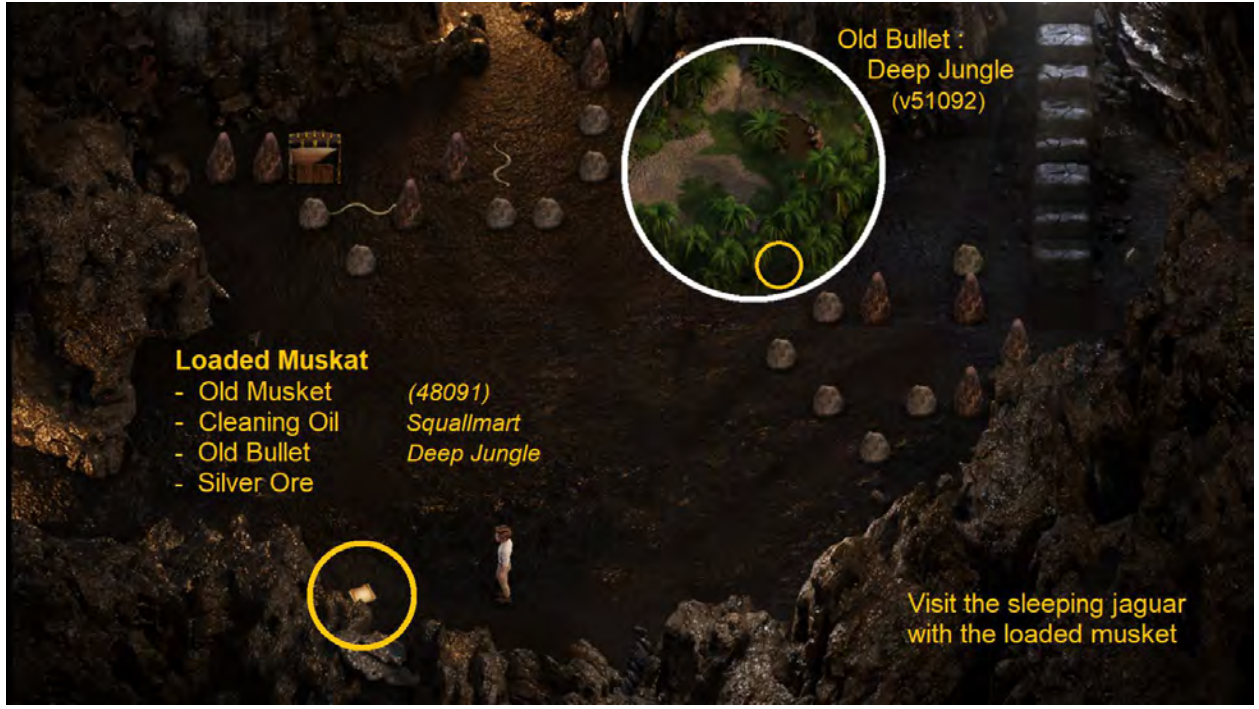 Old Bullet :
Deep Jungle
(v51092)
Loaded Muskat
- Old Musket (48091)
- Cleaning Oil Squallmart
- Old Bullet Deep Jungle
- Silver Ore
Visit the sleeping jaguar
with the loaded musket